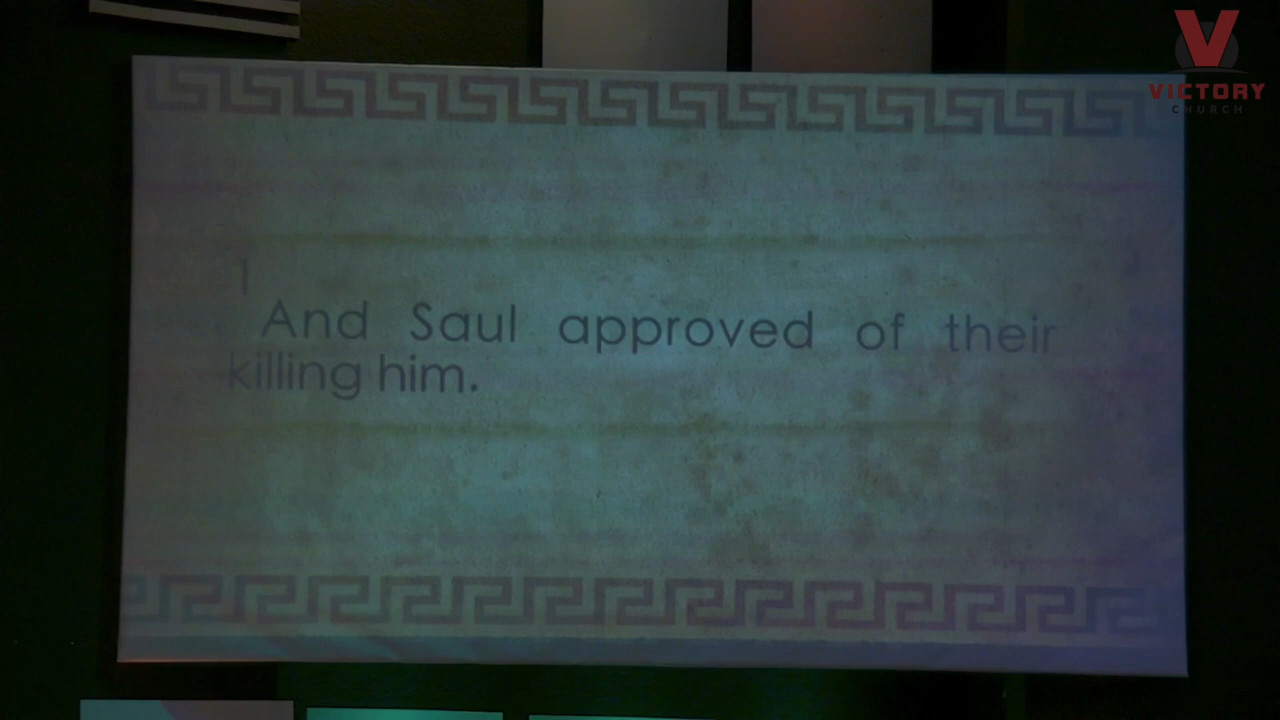 VICTORY
CHURCH
1
And Saul approved of their
killing him.